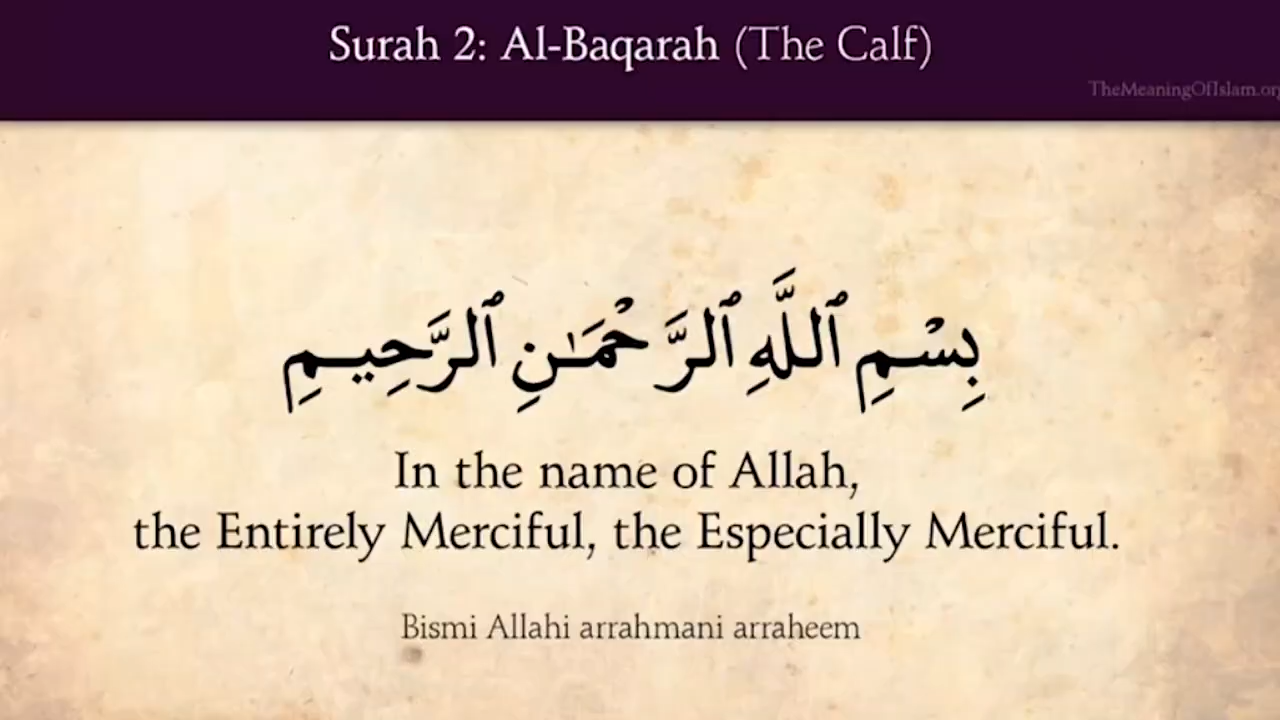 Surah 2: Al-Baqarah (The Calf)
TheMeaningOfIslam.org
بِسْمِ ٱللَّهِ ٱلرَّحْمَـٰنِ ٱلرَّحِيمِ
In the name of Allah,
the Entirely Merciful, the Especially Merciful.
Bismi Allahi arrahmani arraheem